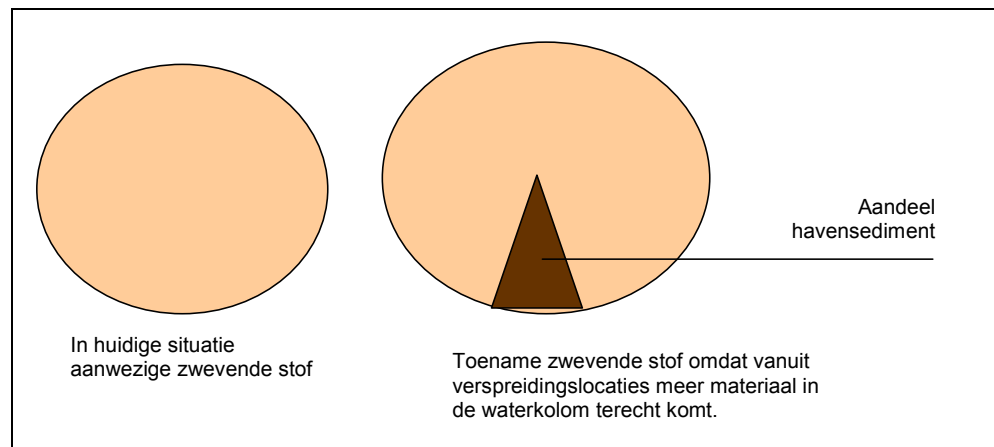 Aandeel
havensediment
In huidige situatie
aanwezige zwevende stof
Toename zwevende stof omdat vanuit
verspreidingslocaties meer materiaal in
de waterkolom terecht komt.